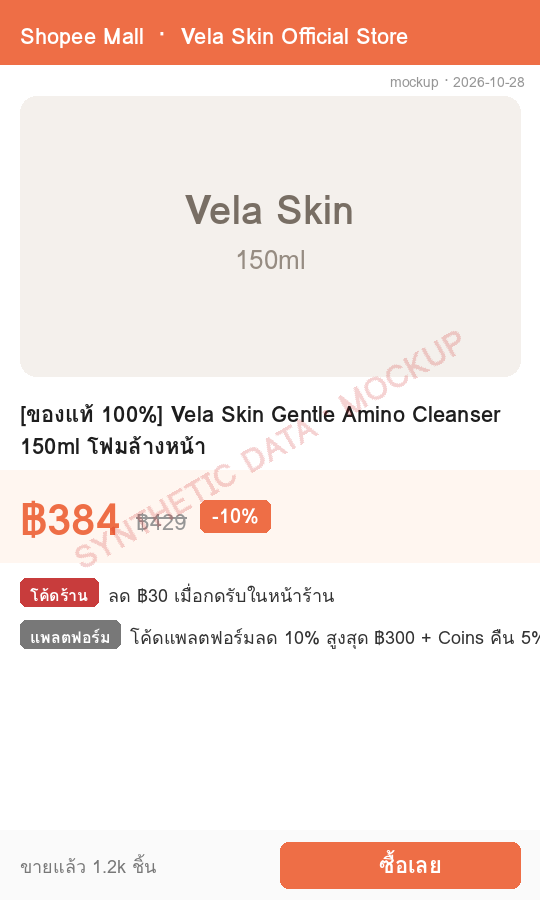 Shopee Mall · Vela Skin Official Store
mockup · 2026-10-28
Vela Skin
150ml
SYNTHETIC DATA · MOCKUP
[ของแท้ 100%] Vela Skin Gentle Amino Cleanser
150ml โฟมล้างหน้า
฿384 ฿429 -10%
โค้ดร้าน ลด ฿30 เมื่อกดรับในหน้าร้าน
แพลตฟอร์ม โค้ดแพลตฟอร์มลด 10% สูงสุด ฿300 + Coins คืน 5%
ขายแล้ว 1.2k ชิ้น ซื้อเลย